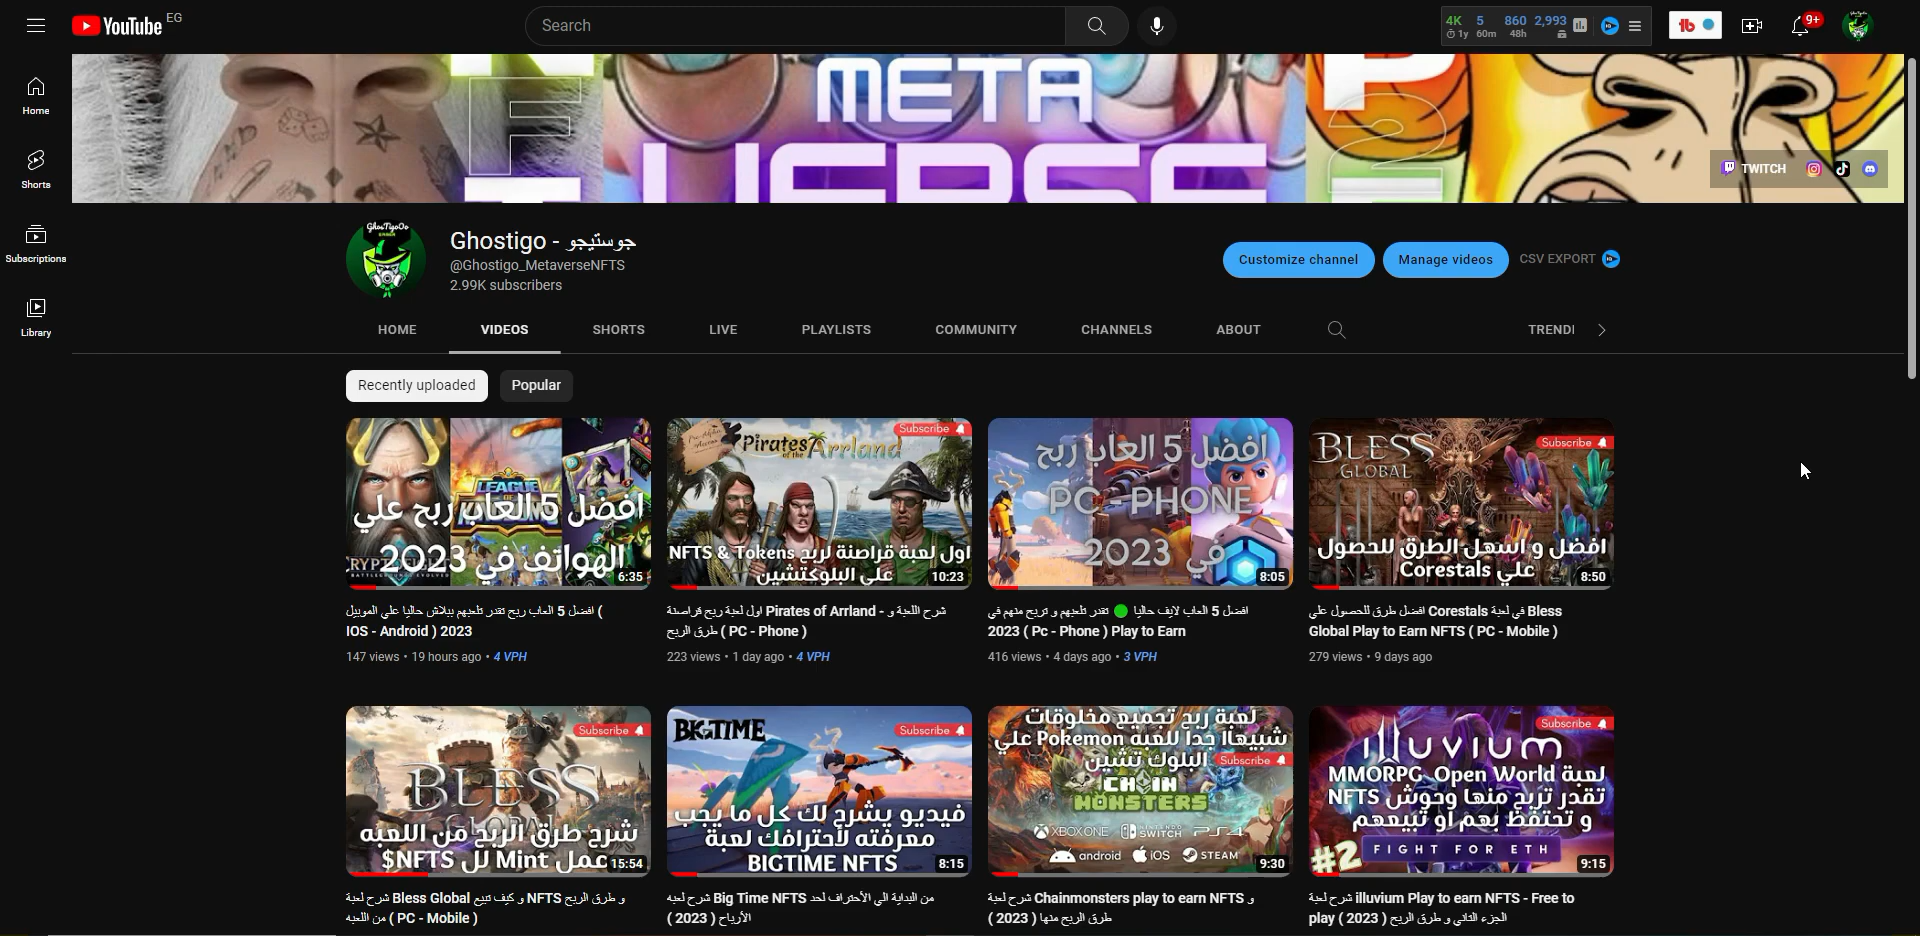 YouTube EG
Search
4K 5 860 2,993
1y 60m 48h
tb
9+
Home
Shorts
Subscriptions
Library
META
VERSE
TWITCH
GhosTigoOo
Ghostigo - جوستيجو
@Ghostigo_MetaverseNFTS
2.99K subscribers
Customize channel
Manage videos
CSV EXPORT
HOME
VIDEOS
SHORTS
LIVE
PLAYLISTS
COMMUNITY
CHANNELS
ABOUT
TRENDI
Recently uploaded
Popular
LEAGUE
افضل 5 العاب ربح علي
الهواتف في 2023
6:35
افضل 5 العاب ربح تقدر تلعبهم ببلاش حاليا علي الموبيل (
IOS - Android ) 2023
147 views • 19 hours ago • 4 VPH
Subscribe
Pirates of the Arrland
اول لعبة قراصنة لربح NFTS & Tokens
علي البلوكتشين
10:23
شرح اللعبة و - Pirates of Arrland اول لعبة ربح قراصنة
طرق الربح ( PC - Phone )
223 views • 1 day ago • 4 VPH
افضل 5 العاب ربح
PC - PHONE
في 2023
8:05
افضل 5 العاب لايف حاليا 🟢 تقدر تلعبهم و تربح منهم في
2023 ( Pc - Phone ) Play to Earn
416 views • 4 days ago • 3 VPH
BLESS
GLOBAL
Subscribe
افضل و اسهل الطرق للحصول
علي Corestals
8:50
افضل طرق للحصول علي Corestals في لعبة Bless
Global Play to Earn NFTS ( PC - Mobile )
279 views • 9 days ago
Subscribe
BLESS
GLOBAL
شرح طرق الربح من اللعبه
عمل Mint لل NFTS$
15:54
شرح لعبة Bless Global و كيف تبيع NFTS و طرق الربح
من اللعبه ( PC - Mobile )
BIGTIME
Subscribe
فيديو يشرح لك كل ما يجب
معرفته لأحترافك لعبة
BIGTIME NFTS
8:15
شرح لعبه Big Time NFTS من البداية الي الأحتراف لحد
الأرباح ( 2023 )
لعبة ربح تجميع مخلوقات
شبيهاا جدا للعبه Pokemon علي
البلوك تشين
Subscribe
CHAIN
MONSTERS
XBOX ONE
NINTENDO
SWITCH
PS4
android
iOS
STEAM
9:30
شرح لعبة Chainmonsters play to earn NFTS و
طرق الربح منها ( 2023 )
Subscribe
illuvium
لعبة MMORPG Open World
تقدر تربح منها وحوش NFTS
و تحتفظ بهم او تبيعهم
#2
FIGHT FOR ETH
9:15
شرح لعبة illuvium Play to earn NFTS - Free to
play ( 2023 ) الجزء الثاني و طرق الربح